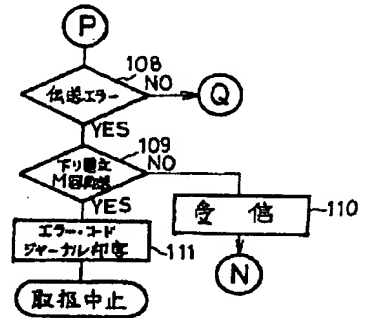 P
108
伝送エラー
NO
Q
YES
109
下り電文
NO
M回再送
YES
受信
110
エラー・コード
ジャーナル印字
111
N
取扱中止